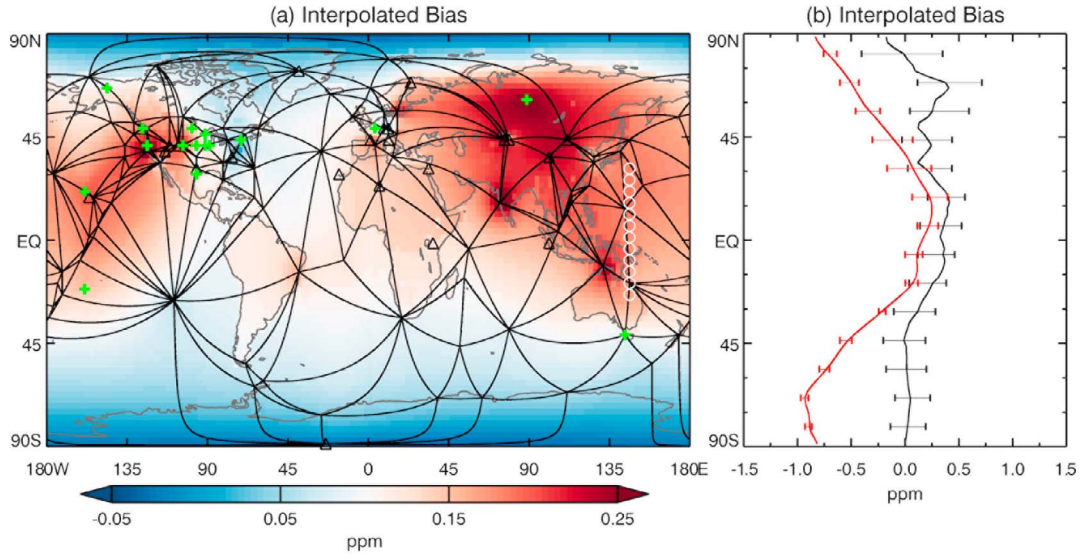 (a) Interpolated Bias
(b) Interpolated Bias
90N
45
EQ
45
90S
180W 135 90 45 0 45 90 135 180E
-0.05 0.05 0.15 0.25
ppm
90N
45
EQ
45
90S
-1.5 -1.0 -0.5 0.0 0.5 1.0 1.5
ppm